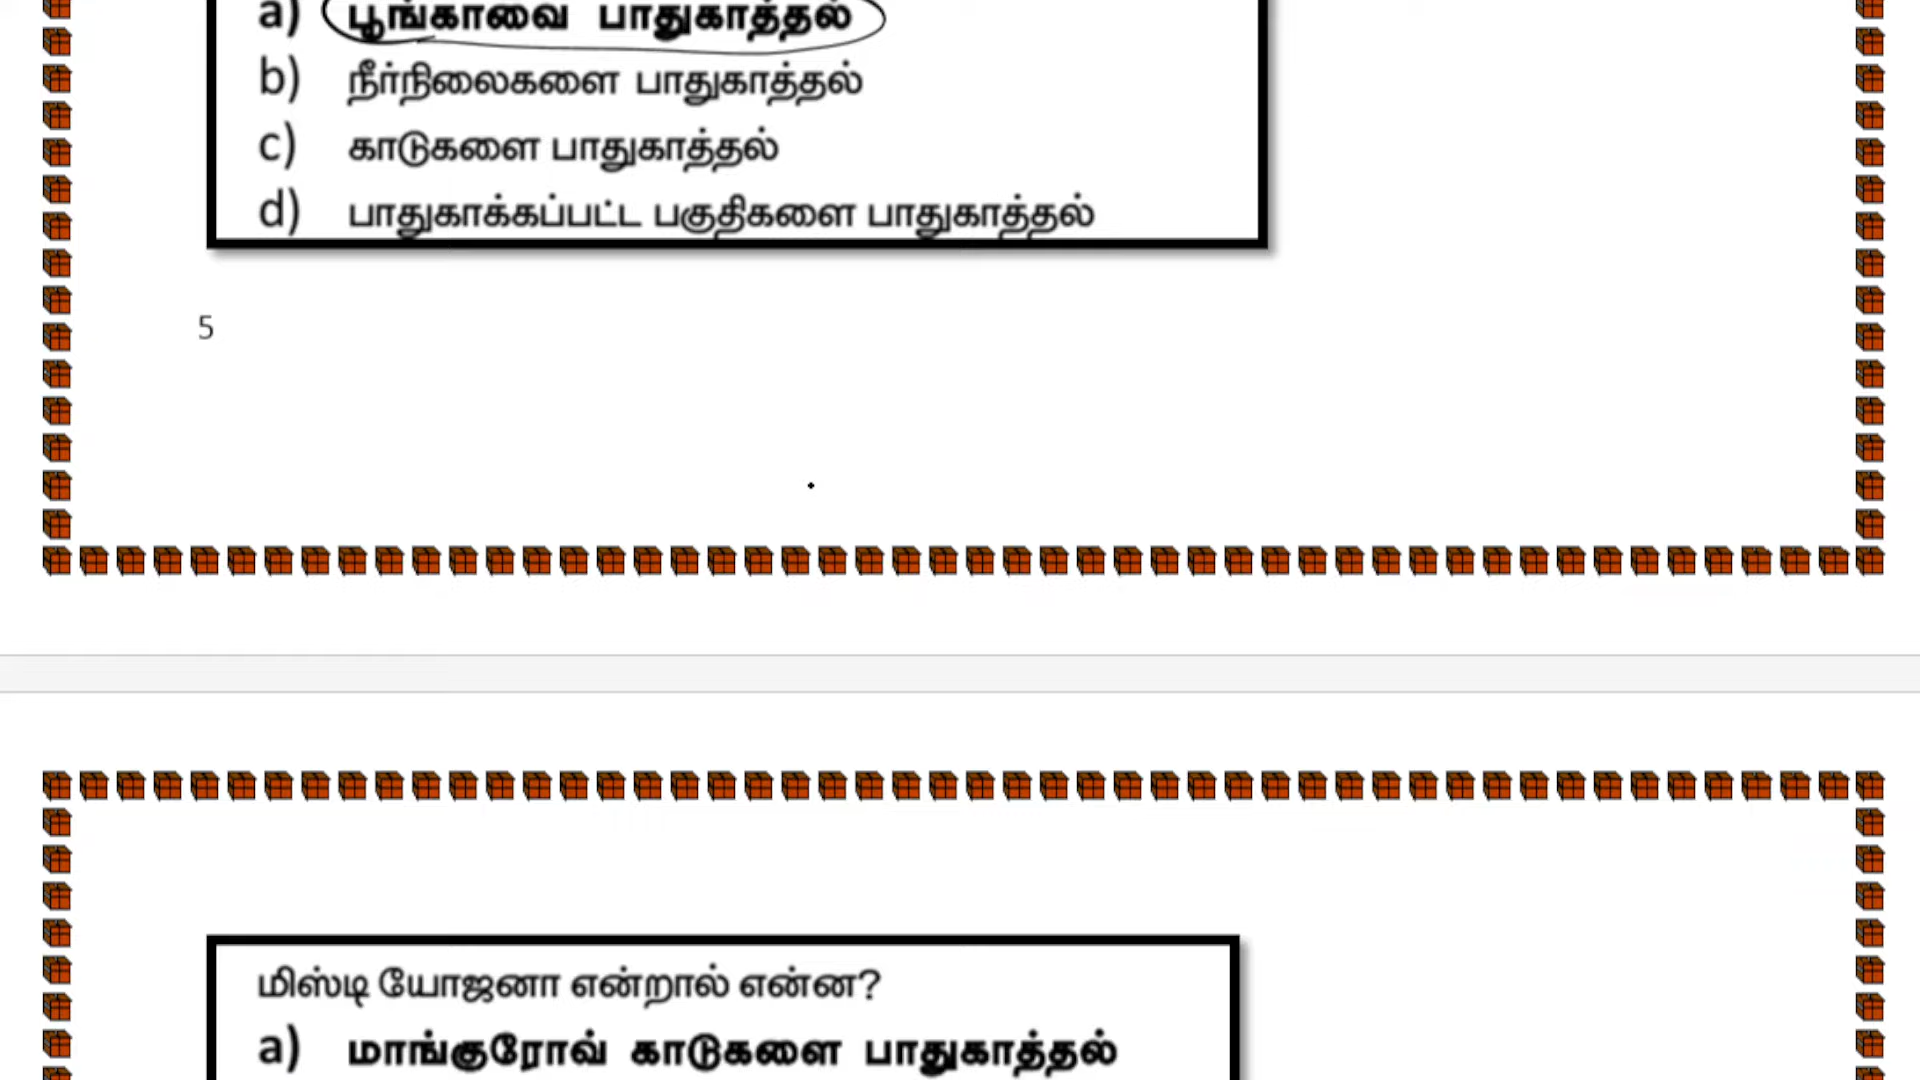 a) பூங்காவை பாதுகாத்தல்
b) நீர்நிலைகளை பாதுகாத்தல்
c) காடுகளை பாதுகாத்தல்
d) பாதுகாக்கப்பட்ட பகுதிகளை பாதுகாத்தல்
5
மிஸ்டி யோஜனா என்றால் என்ன?
a) மாங்குரோவ் காடுகளை பாதுகாத்தல்